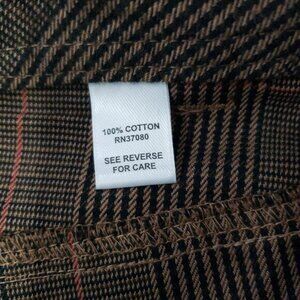 100% COTTON
RN37080
SEE REVERSE
FOR CARE